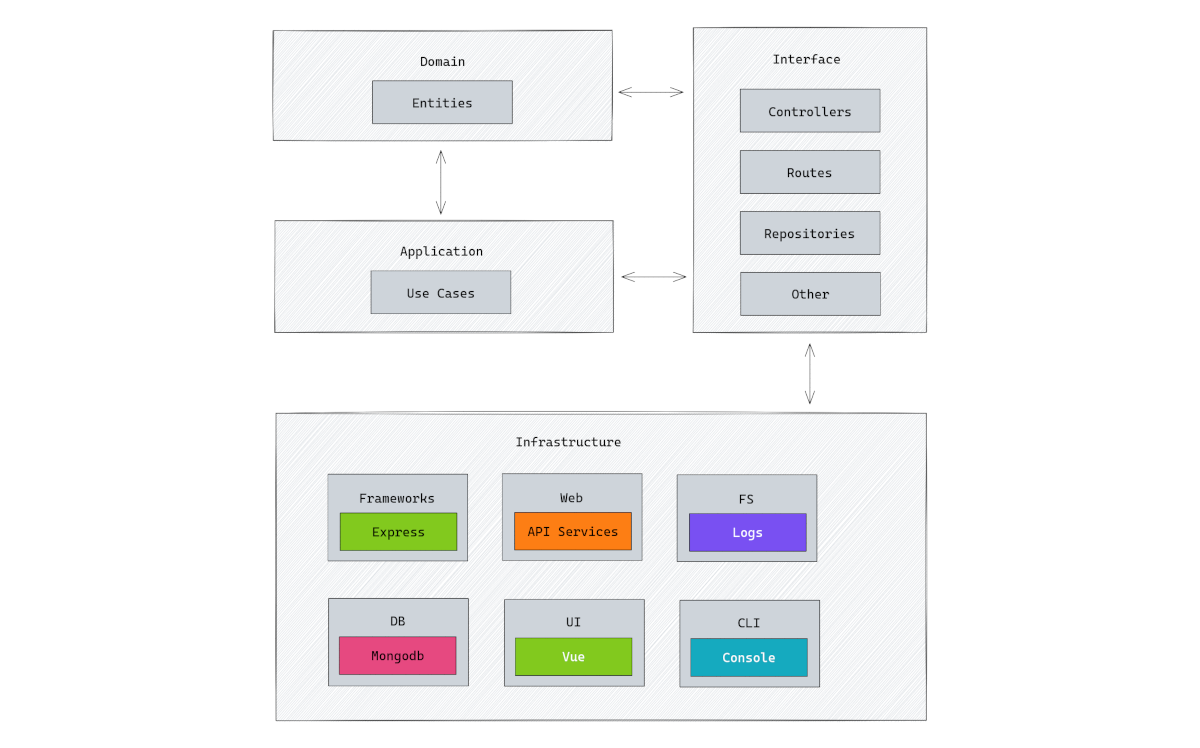 Domain
Entities
Interface
Controllers
Routes
Repositories
Other
Application
Use Cases
Infrastructure
Frameworks
Express
Web
API Services
FS
Logs
DB
Mongodb
UI
Vue
CLI
Console